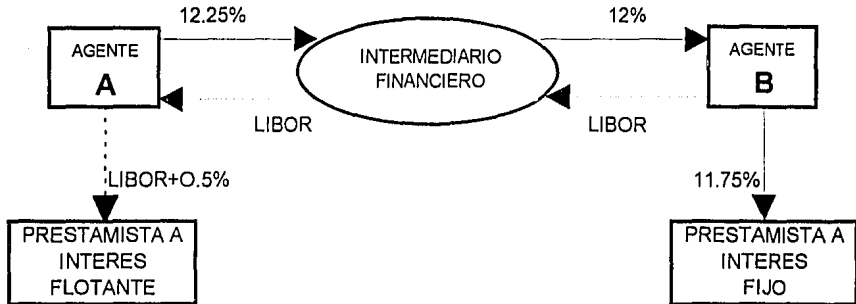 12.25%
12%
AGENTE
A
INTERMEDIARIO
FINANCIERO
AGENTE
B
LIBOR
LIBOR
LIBOR+O.5%
11.75%
PRESTAMISTA A
INTERES
FLOTANTE
PRESTAMISTA A
INTERES
FIJO